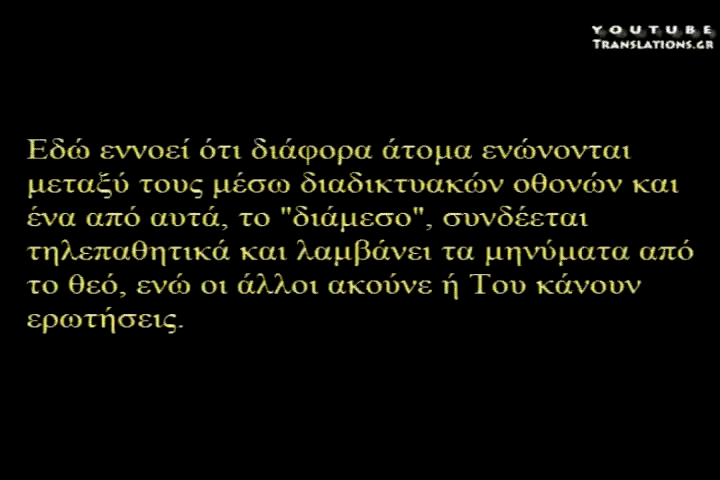 YOUTUBE
TRANSLATIONS.GR
Εδώ εννοεί ότι διάφορα άτομα ενώνονται
μεταξύ τους μέσω διαδικτυακών οθονών και
ένα από αυτά, το "διάμεσο", συνδέεται
τηλεπαθητικά και λαμβάνει τα μηνύματα από
το θεό, ενώ οι άλλοι ακούνε ή Του κάνουν
ερωτήσεις.